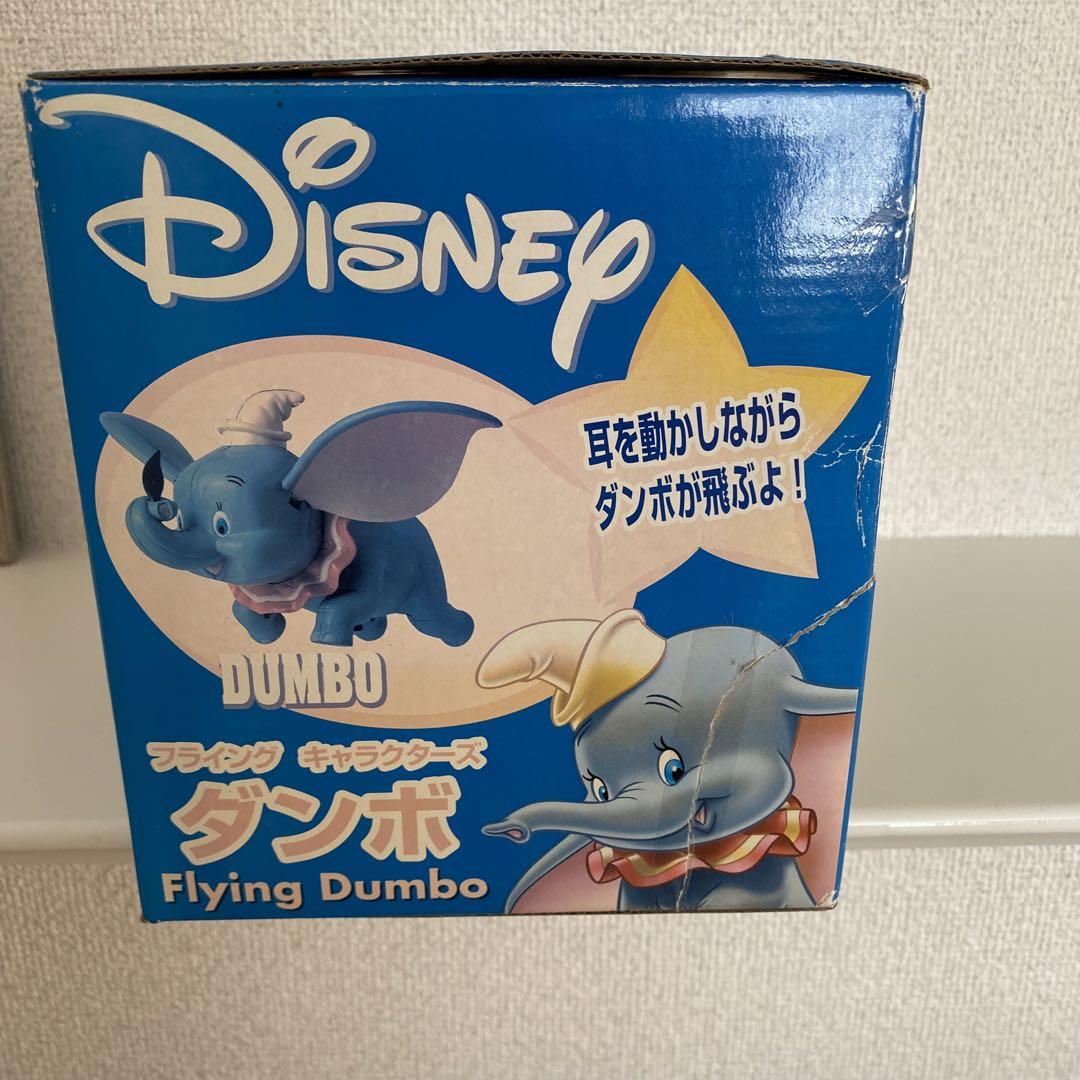 DISNEY
耳を動かしながら
ダンボが飛ぶよ！
DUMBO
フライング キャラクターズ
ダンボ
Flying Dumbo